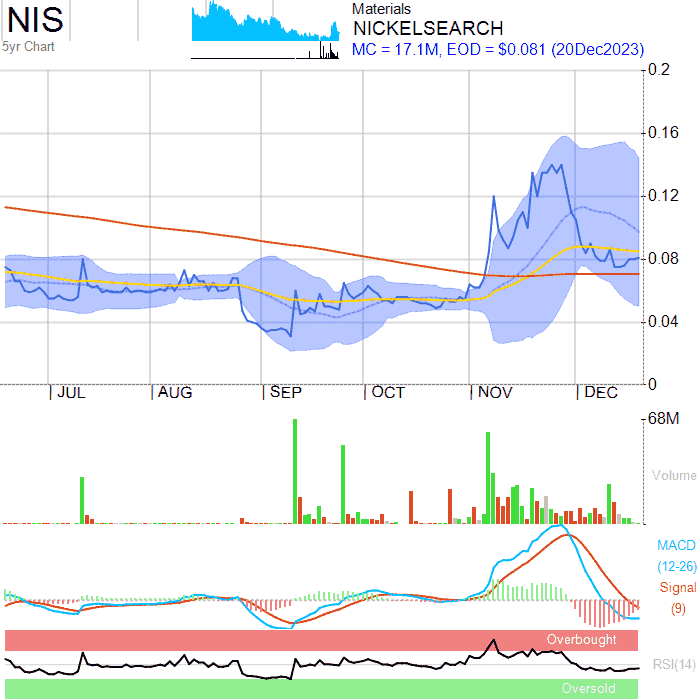 NIS
5yr Chart
Materials
NICKELSEARCH
MC = 17.1M, EOD = $0.081 (20Dec2023)
0.2
0.16
0.12
0.08
0.04
0
JUL AUG SEP OCT NOV DEC
68M
Volume
MACD
(12-26)
Signal
(9)
Overbought
RSI(14)
Oversold